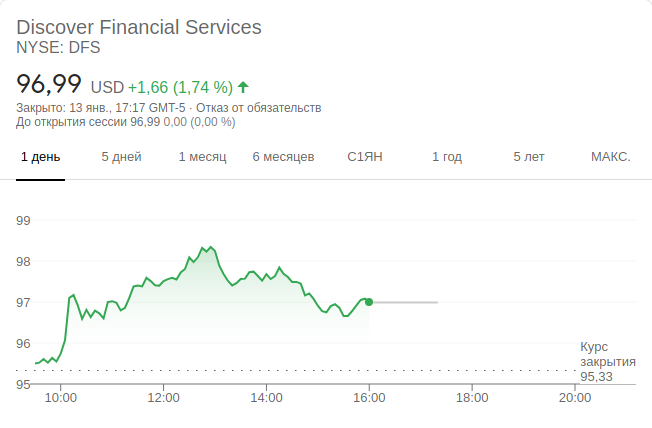 Discover Financial Services
NYSE: DFS
96,99 USD +1,66 (1,74 %)
Закрыто: 13 янв., 17:17 GMT-5 · Отказ от обязательств
До открытия сессии 96,99 0,00 (0,00 %)
1 день 5 дней 1 месяц 6 месяцев С1ЯН 1 год 5 лет МАКС.
99
98
97
96
Курс
закрытия
95,33
95
10:00 12:00 14:00 16:00 18:00 20:00